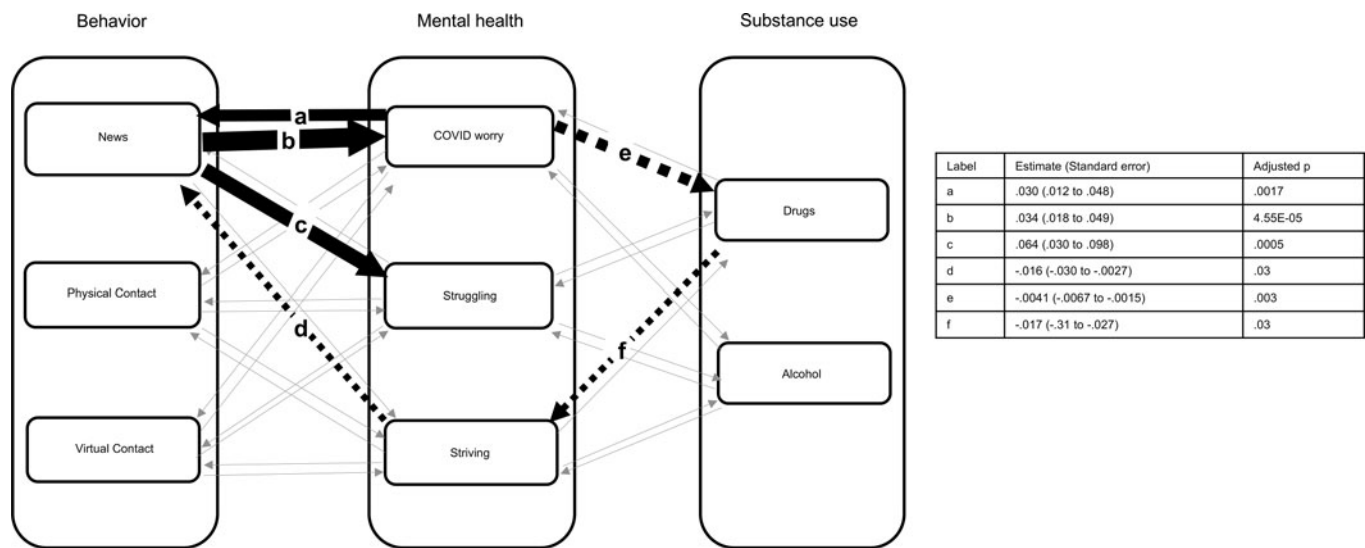 Behavior Mental health Substance use
News
COVID worry
Drugs
Physical Contact
Struggling
Alcohol
Virtual Contact
Striving
a
b
c
d
e
f
Label Estimate (Standard error) Adjusted p
a .030 (.012 to .048) .0017
b .034 (.018 to .049) 4.55E-05
c .064 (.030 to .098) .0005
d -.016 (-.030 to -.0027) .03
e -.0041 (-.0067 to -.0015) .003
f -.017 (-.31 to -.027) .03